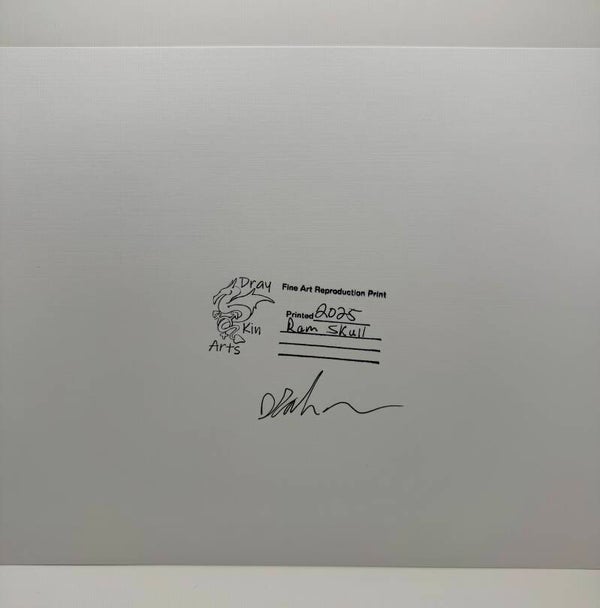 Dray
Kin
Arts
Fine Art Reproduction Print
Printed 2025
Ram Skull